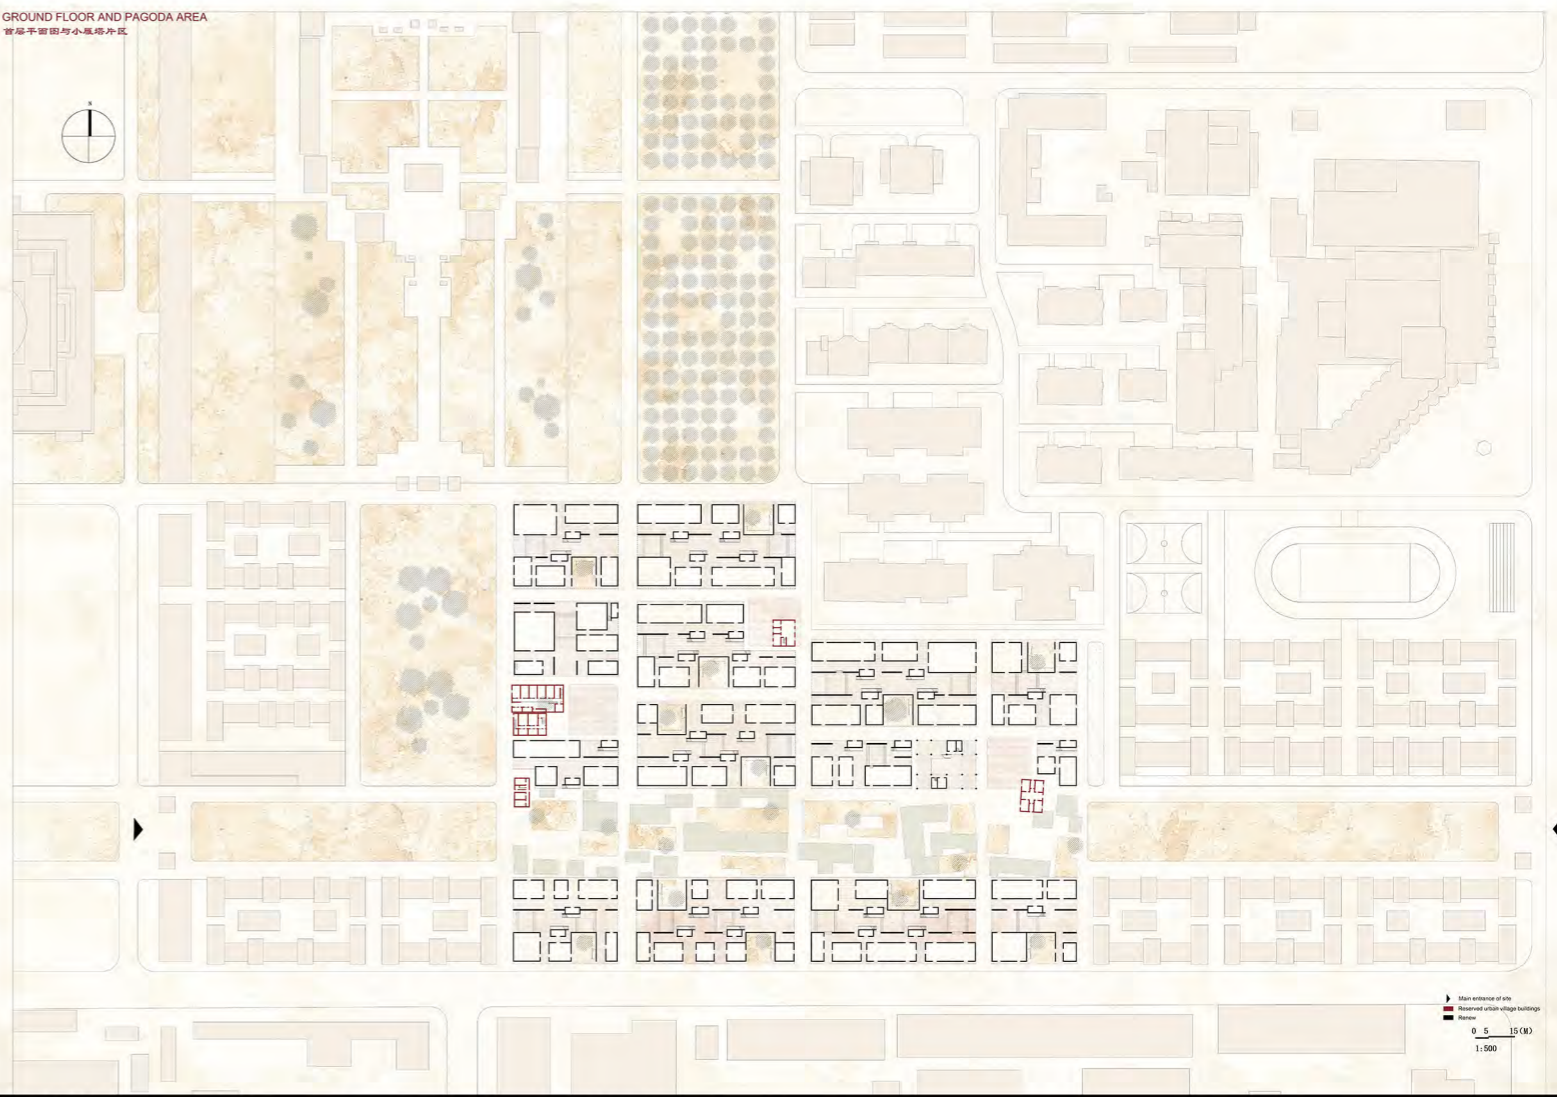 GROUND FLOOR AND PAGODA AREA
首层平面图与小雁塔片区
N
Main entrance of site
Reserved urban village buildings
Renew
0 5 15(M)
1:500